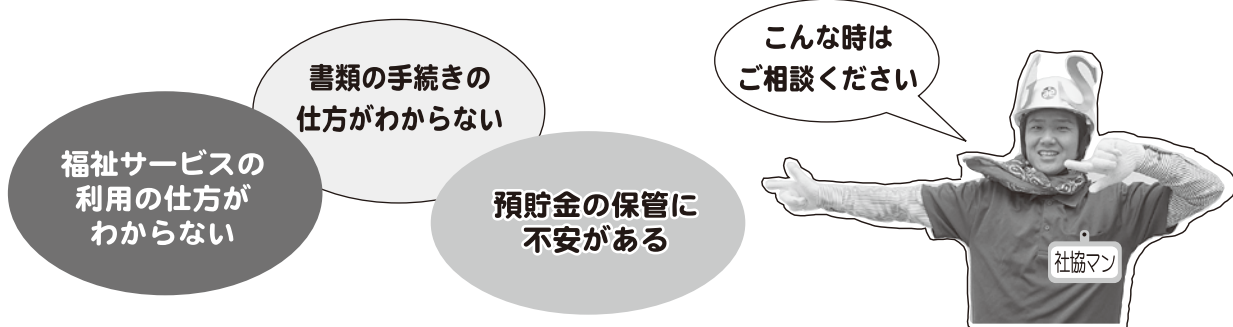 福祉サービスの
利用の仕方が
わからない
書類の手続きの
仕方がわからない
預貯金の保管に
不安がある
こんな時は
ご相談ください
社協マン